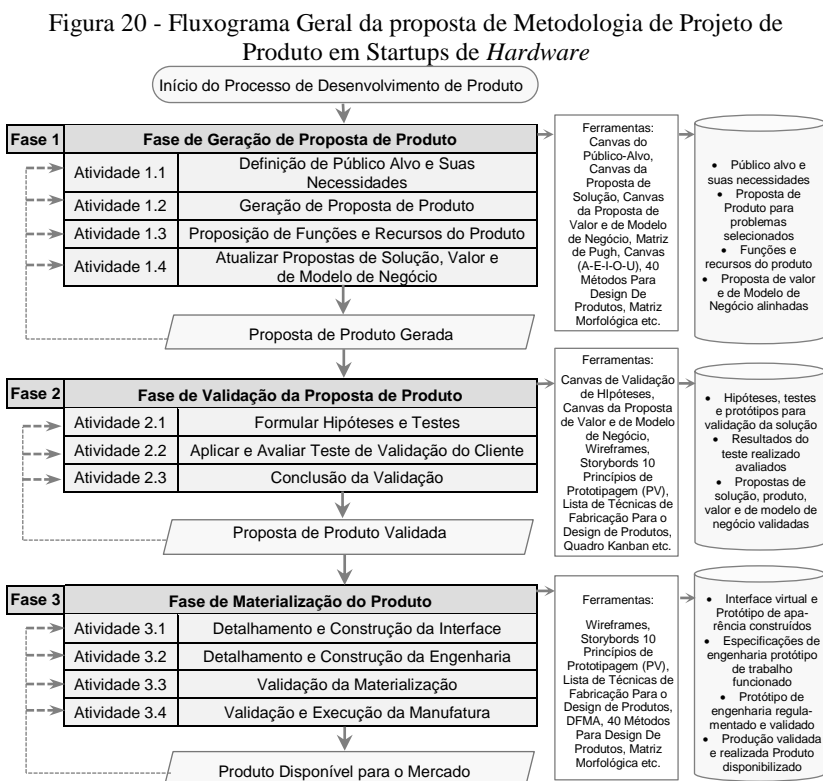 Figura 20 - Fluxograma Geral da proposta de Metodologia de Projeto de
Produto em Startups de Hardware
Início do Processo de Desenvolvimento de Produto
Fase 1
Fase de Geração de Proposta de Produto
Atividade 1.1
Definição de Público Alvo e Suas
Necessidades
Atividade 1.2
Geração de Proposta de Produto
Atividade 1.3
Proposição de Funções e Recursos do Produto
Atividade 1.4
Atualizar Propostas de Solução, Valor e
de Modelo de Negócio
Proposta de Produto Gerada
Ferramentas:
Canvas do
Público-Alvo,
Canvas da
Proposta de
Solução, Canvas
da Proposta de
Valor e de Modelo
de Negócio, Matriz
de Pugh, Canvas
(A-E-I-O-U), 40
Métodos Para
Design De
Produtos, Matriz
Morfológica etc.
• Público alvo e
suas necessidades
• Proposta de
Produto para
problemas
selecionados
• Funções e
recursos do produto
• Proposta de valor
e de Modelo de
Negócio alinhadas
Fase 2
Fase de Validação da Proposta de Produto
Atividade 2.1
Formular Hipóteses e Testes
Atividade 2.2
Aplicar e Avaliar Teste de Validação do Cliente
Atividade 2.3
Conclusão da Validação
Proposta de Produto Validada
Ferramentas:
Canvas de Validação
de HIpóteses,
Canvas da Proposta
de Valor e de Modelo
de Negócio,
Wireframes,
Storybords 10
Princípios de
Prototipagem (PV),
Lista de Técnicas de
Fabricação Para o
Design de Produtos,
Quadro Kanban etc.
• Hipóteses, testes
e protótipos para
validação da solução
• Resultados do
teste realizado
avaliados
• Propostas de
solução, produto,
valor e de modelo de
negócio validadas
Fase 3
Fase de Materialização do Produto
Atividade 3.1
Detalhamento e Construção da Interface
Atividade 3.2
Detalhamento e Construção da Engenharia
Atividade 3.3
Validação da Materialização
Atividade 3.4
Validação e Execução da Manufatura
Produto Disponível para o Mercado
Ferramentas:
Wireframes,
Storybords 10
Princípios de
Prototipagem (PV),
Lista de Técnicas de
Fabricação Para o
Design de Produtos,
DFMA, 40 Métodos
Para Design De
Produtos, Matriz
Morfológica etc.
• Interface virtual e
Protótipo de apa-
rência construídos
• Especificações de
engenharia protótipo
de trabalho
funcionado
• Protótipo de
engenharia regula-
mentado e validado
• Produção validada
e realizada Produto
disponibilizado